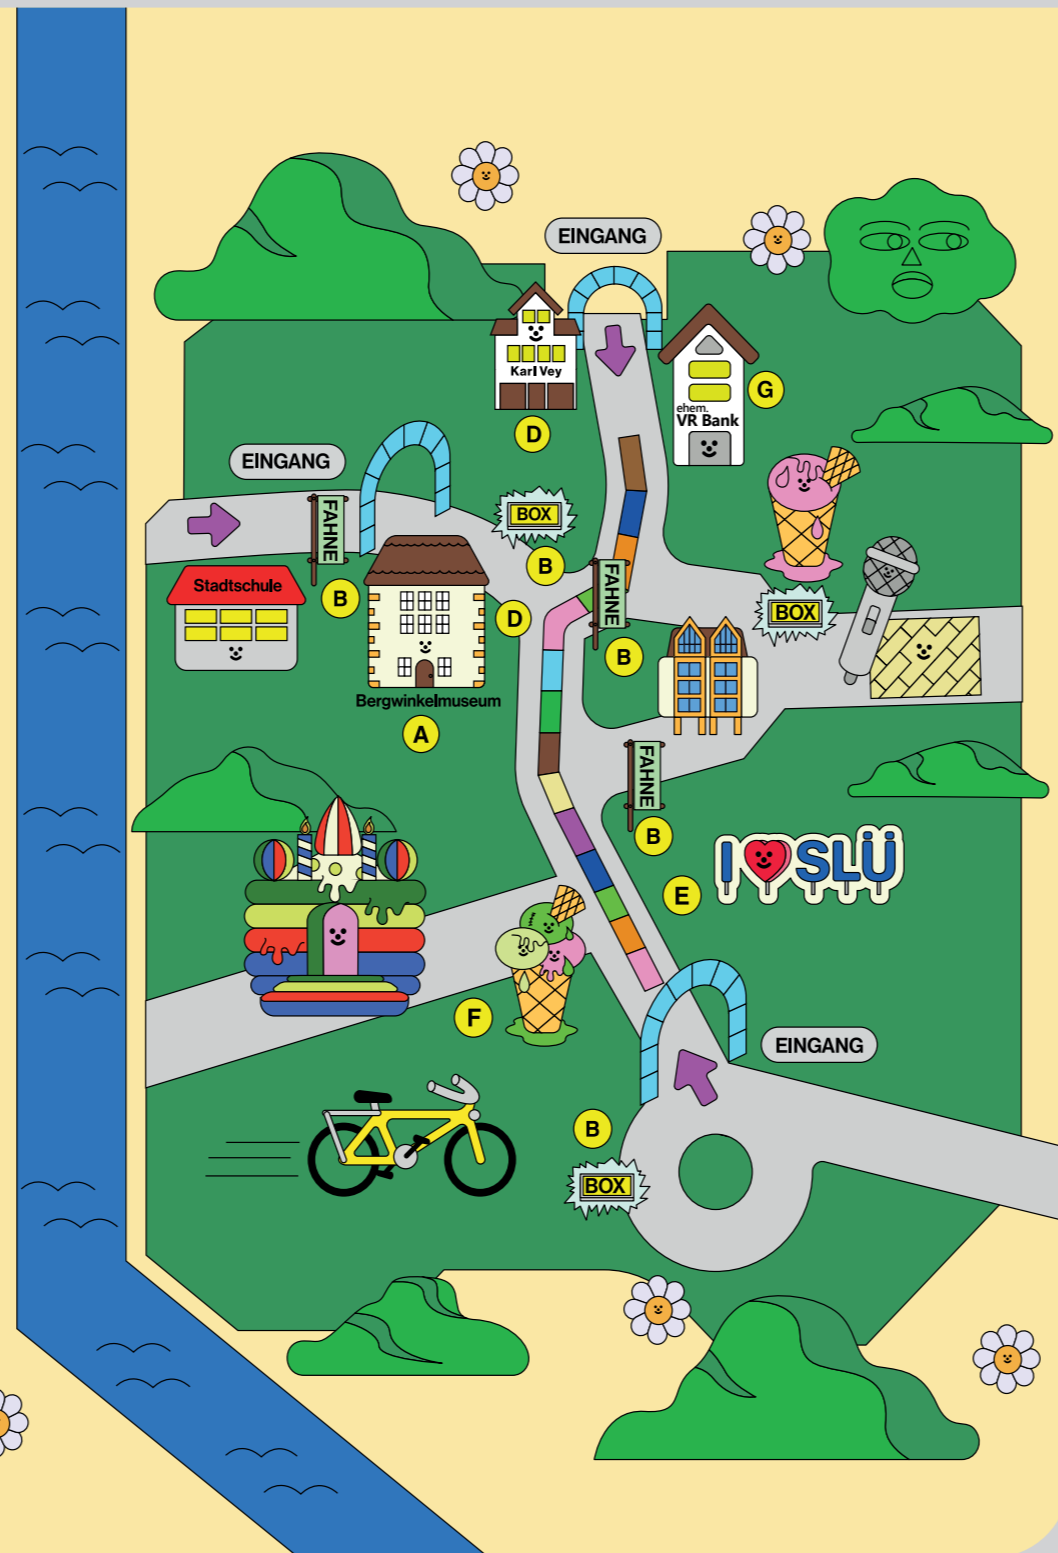 EINGANG
Karl Vey
D
ehem.
VR Bank
G
EINGANG
FAHNE
B
BOX
B
FAHNE
B
Stadtschule
D
BOX
Bergwinkelmuseum
A
FAHNE
B
E
I SLÜ
F
EINGANG
B
BOX